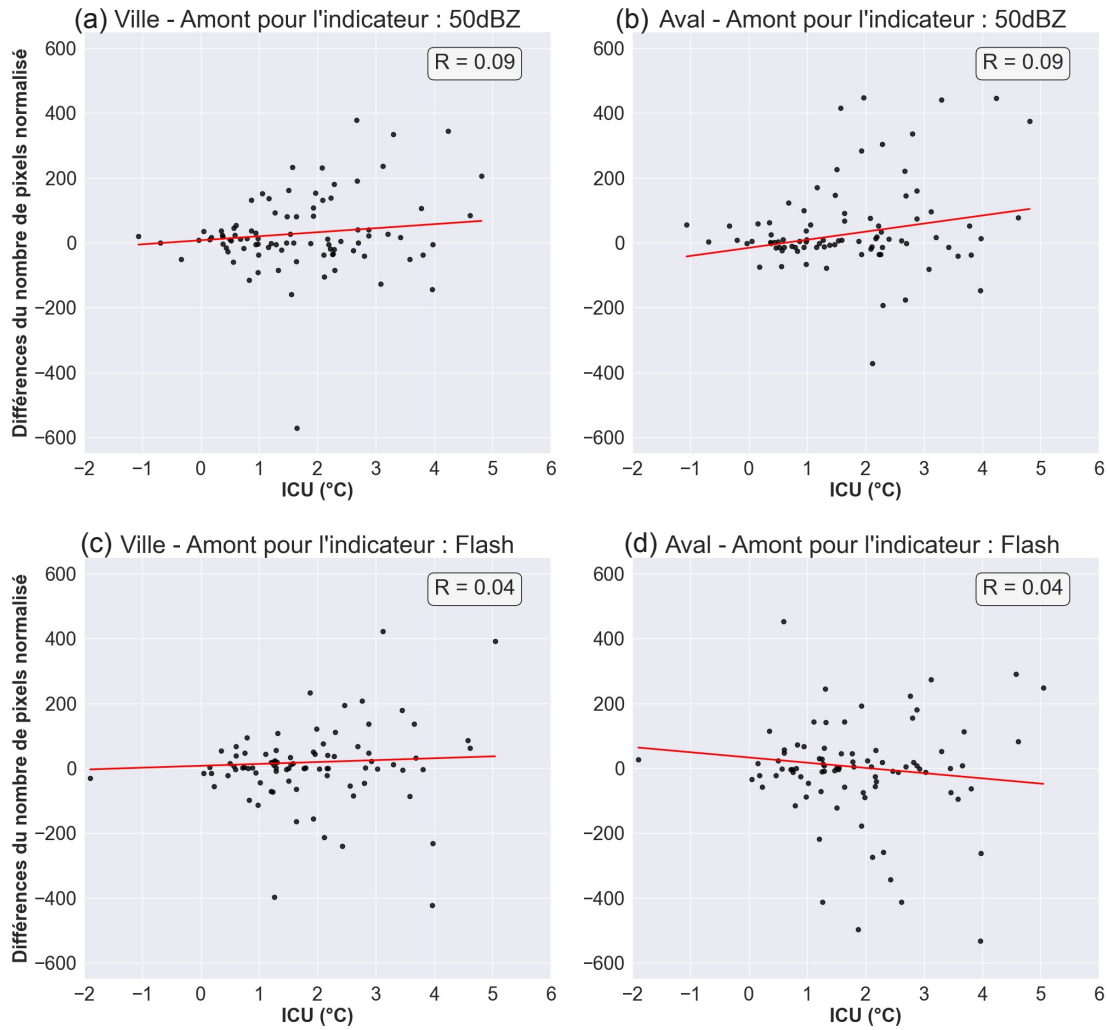 (a) Ville - Amont pour l'indicateur : 50dBZ
R = 0.09
Différences du nombre de pixels normalisé
600
400
200
0
−200
−400
−600
−2 −1 0 1 2 3 4 5 6
ICU (°C)
(b) Aval - Amont pour l'indicateur : 50dBZ
R = 0.09
600
400
200
0
−200
−400
−600
−2 −1 0 1 2 3 4 5 6
ICU (°C)
(c) Ville - Amont pour l'indicateur : Flash
R = 0.04
Différences du nombre de pixels normalisé
600
400
200
0
−200
−400
−600
−2 −1 0 1 2 3 4 5 6
ICU (°C)
(d) Aval - Amont pour l'indicateur : Flash
R = 0.04
600
400
200
0
−200
−400
−600
−2 −1 0 1 2 3 4 5 6
ICU (°C)